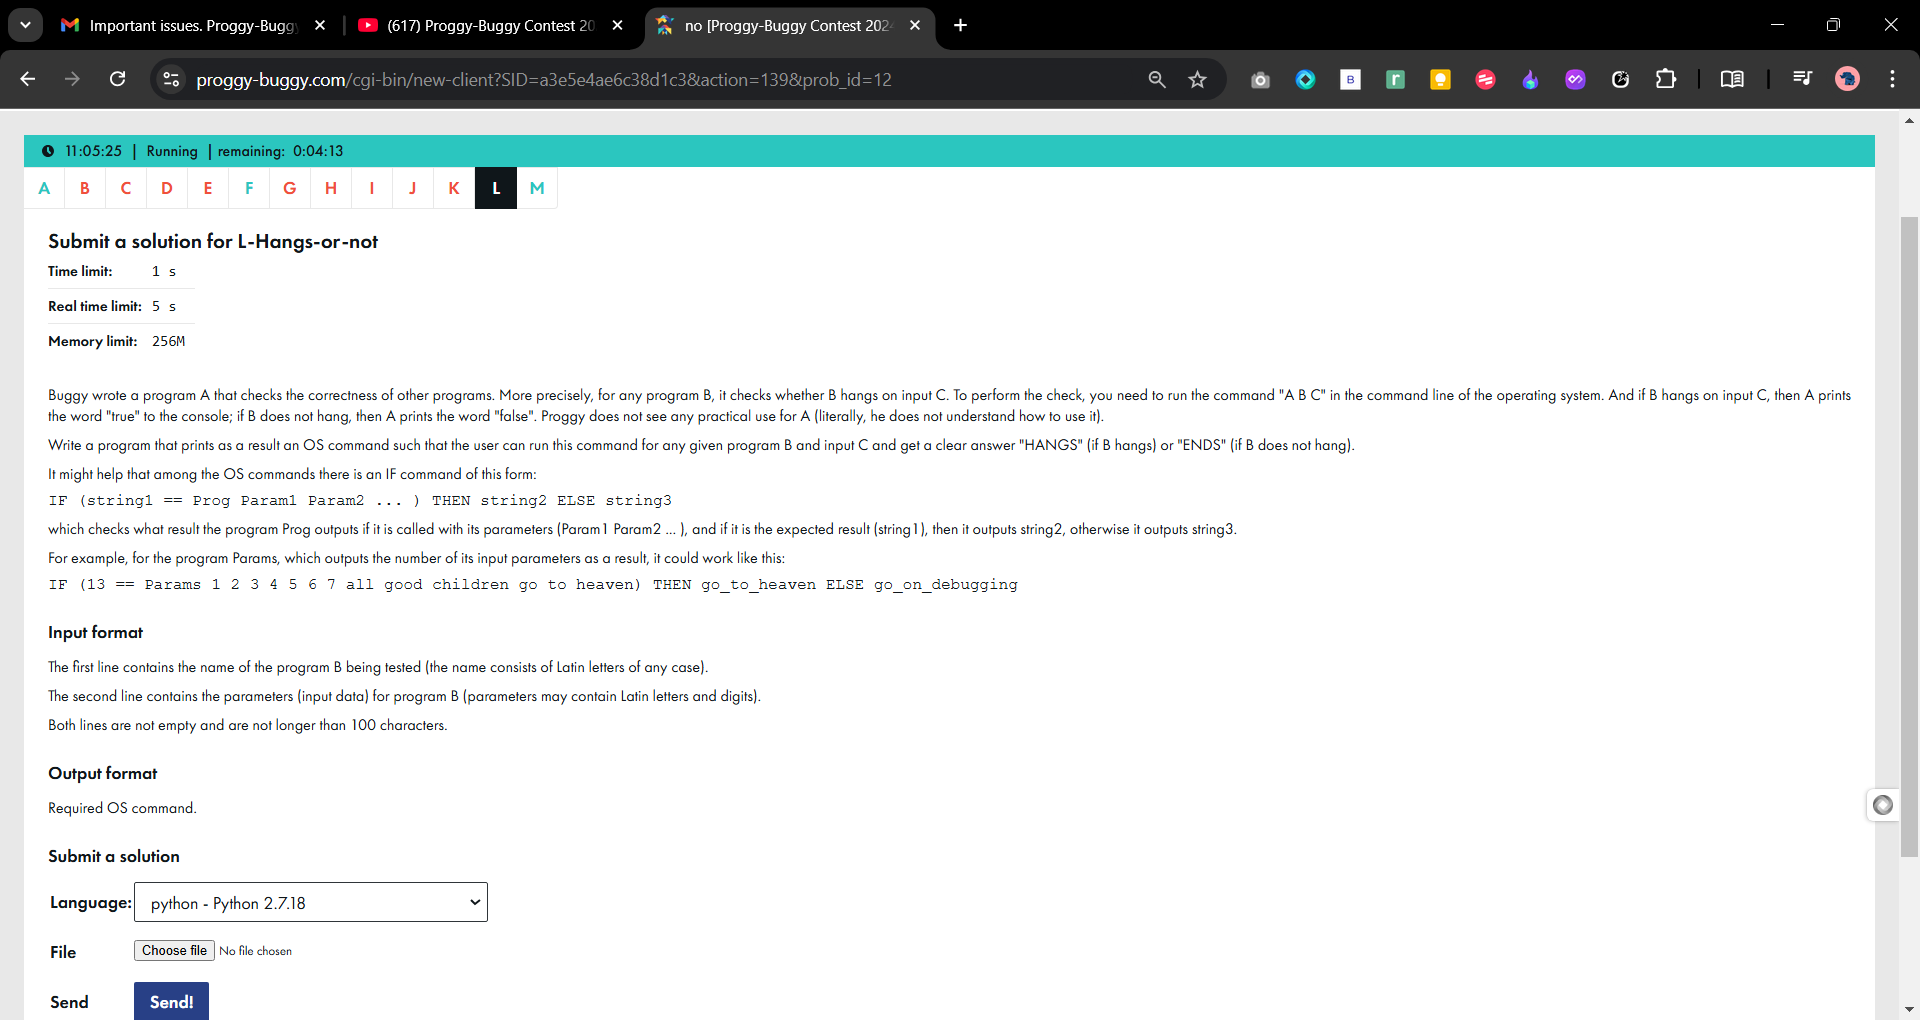 Important issues. Proggy-Bugg
(617) Proggy-Buggy Contest 20
no [Proggy-Buggy Contest 202
proggy-buggy.com/cgi-bin/new-client?SID=a3e5e4ae6c38d1c3&action=139&prob_id=12
11:05:25 | Running | remaining: 0:04:13
A B C D E F G H I J K L M
Submit a solution for L-Hangs-or-not
Time limit: 1 s
Real time limit: 5 s
Memory limit: 256M
Buggy wrote a program A that checks the correctness of other programs. More precisely, for any program B, it checks whether B hangs on input C. To perform the check, you need to run the command "A B C" in the command line of the operating system. And if B hangs on input C, then A prints
the word "true" to the console; if B does not hang, then A prints the word "false". Proggy does not see any practical use for A (literally, he does not understand how to use it).
Write a program that prints as a result an OS command such that the user can run this command for any given program B and input C and get a clear answer "HANGS" (if B hangs) or "ENDS" (if B does not hang).
It might help that among the OS commands there is an IF command of this form:
IF (string1 == Prog Param1 Param2 ... ) THEN string2 ELSE string3
which checks what result the program Prog outputs if it is called with its parameters (Param1 Param2 ... ), and if it is the expected result (string1), then it outputs string2, otherwise it outputs string3.
For example, for the program Params, which outputs the number of its input parameters as a result, it could work like this:
IF (13 == Params 1 2 3 4 5 6 7 all good children go to heaven) THEN go_to_heaven ELSE go_on_debugging
Input format
The first line contains the name of the program B being tested (the name consists of Latin letters of any case).
The second line contains the parameters (input data) for program B (parameters may contain Latin letters and digits).
Both lines are not empty and are not longer than 100 characters.
Output format
Required OS command.
Submit a solution
Language: python - Python 2.7.18
File Choose file No file chosen
Send Send!